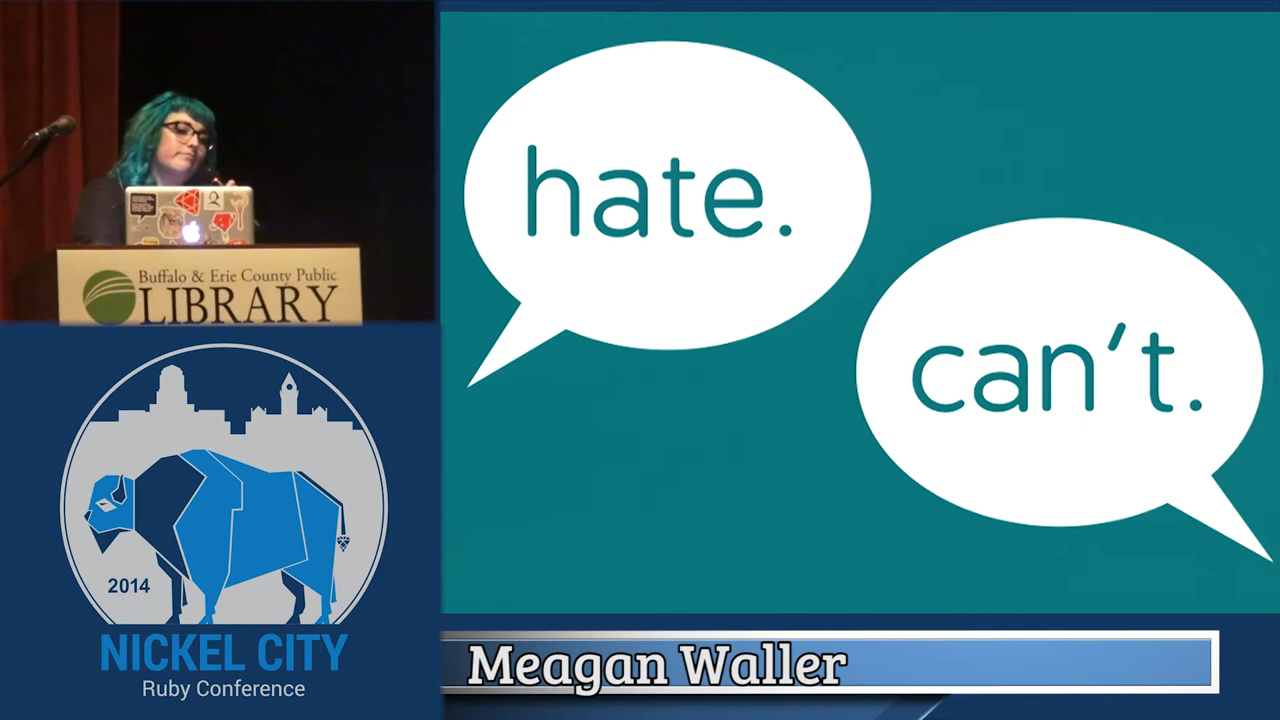 hate.
can't.
Buffalo & Erie County Public
LIBRARY
2014
NICKEL CITY
Ruby Conference
Meagan Waller